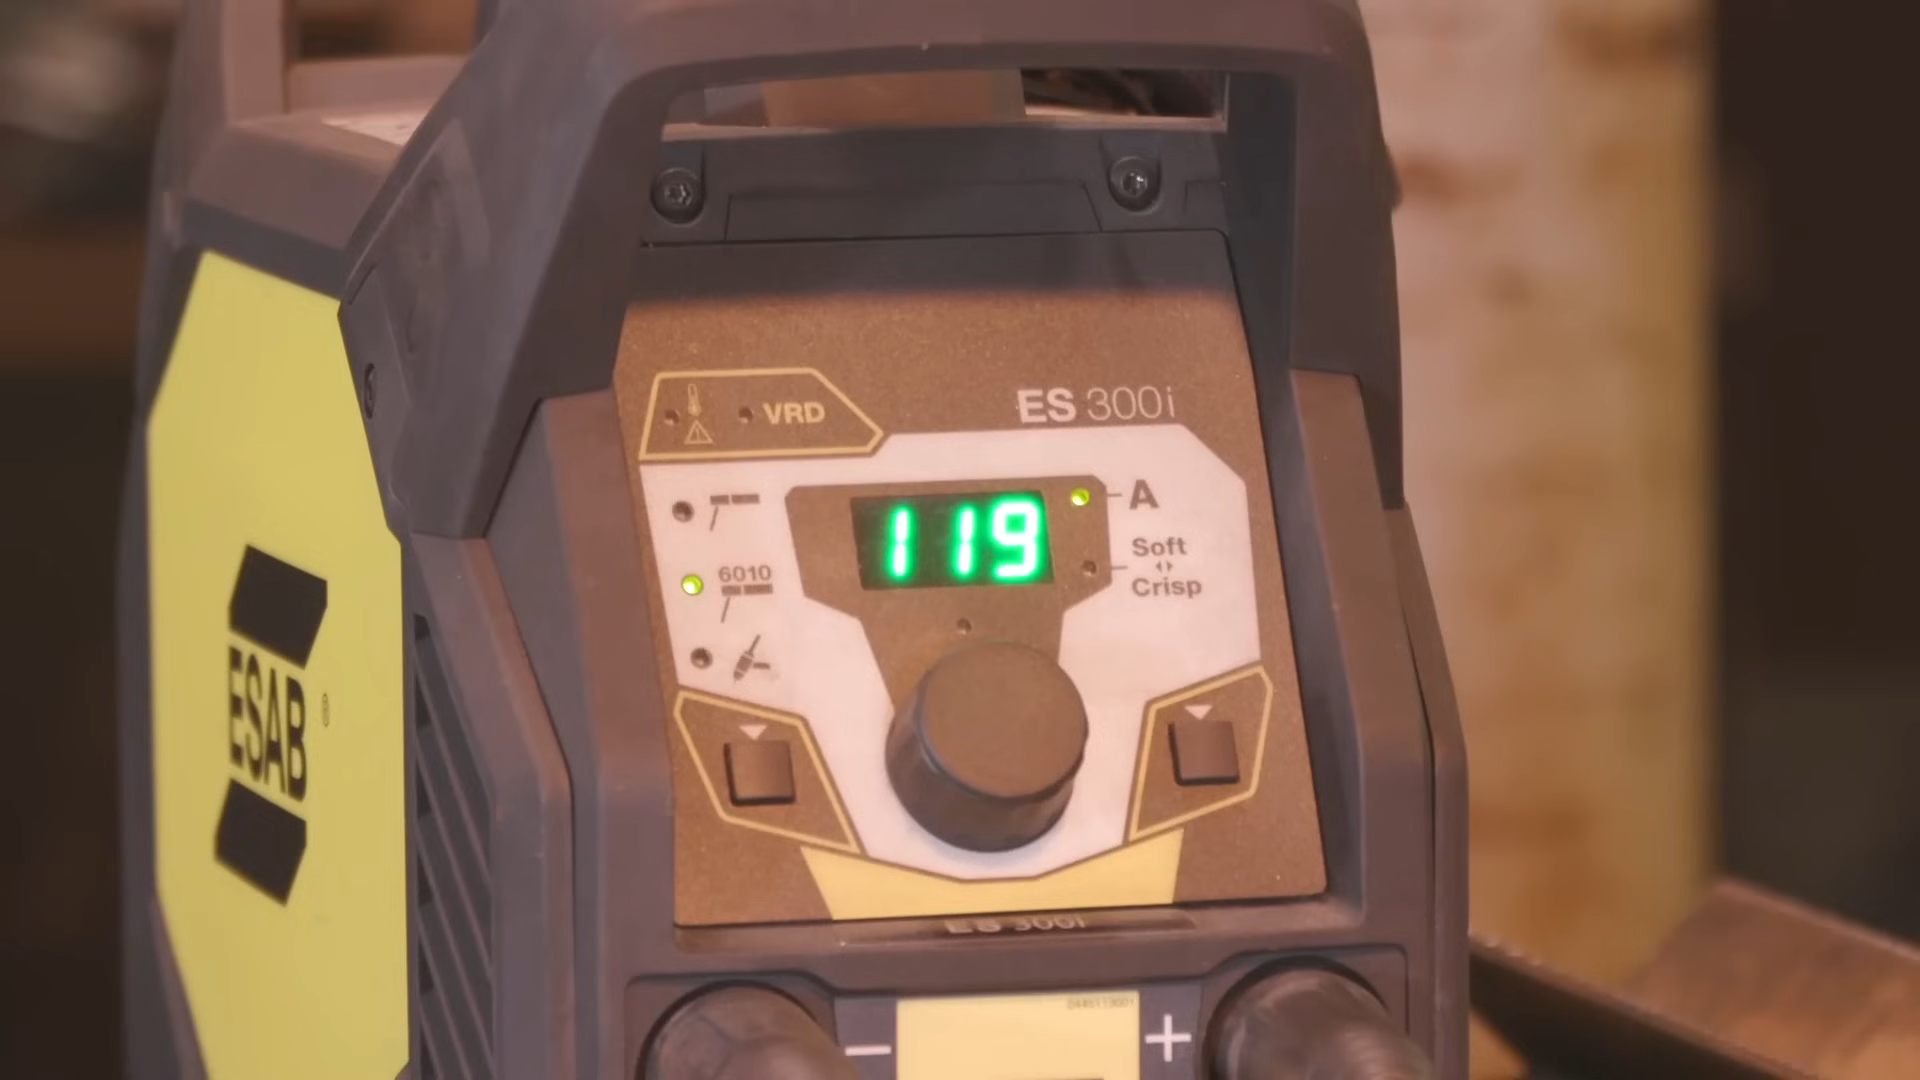 ES 300i
VRD
119
A
Soft
Crisp
6010
ESAB
®
ES 300i
-
+